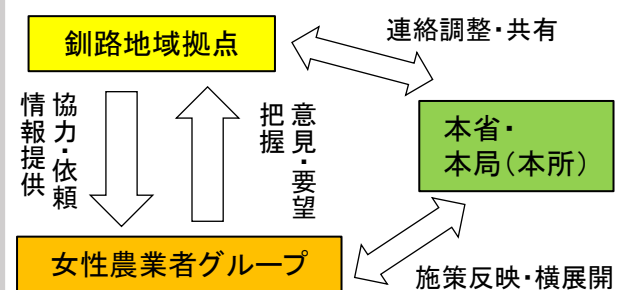 釧路地域拠点
連絡調整・共有
協力・依頼
情報提供
意見・要望
把握
本省・
本局(本所)
女性農業者グループ
施策反映・横展開